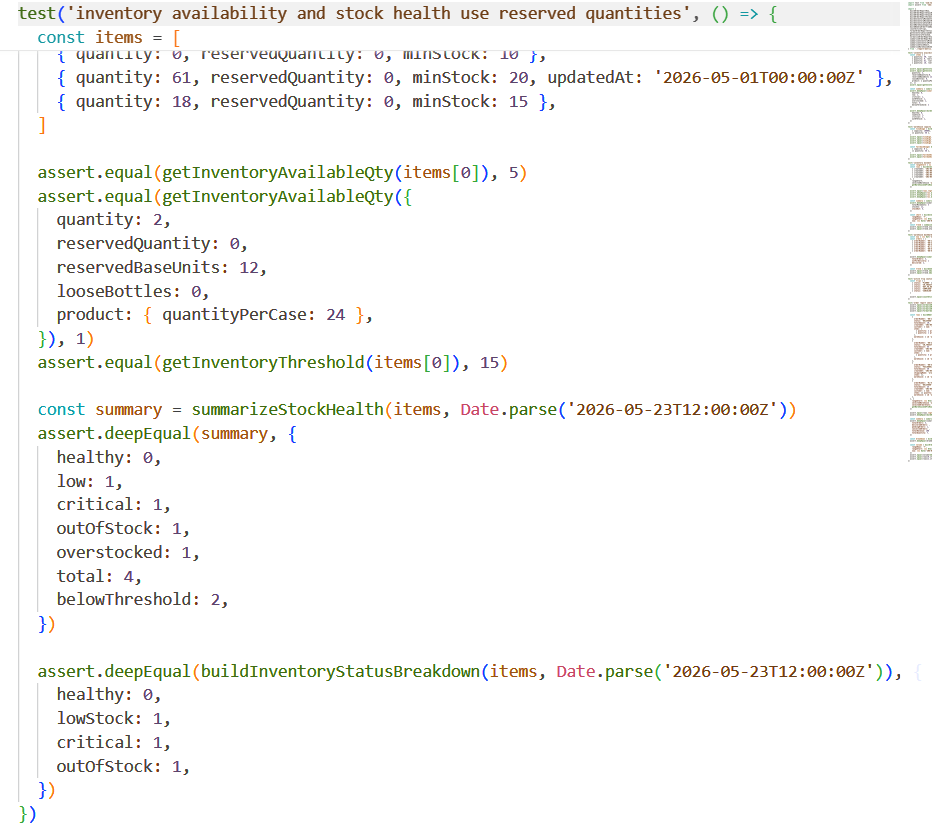 test('inventory availability and stock health use reserved quantities', () => {
  const items = [
    { quantity: 0, reservedQuantity: 0, minStock: 10 },
    { quantity: 61, reservedQuantity: 0, minStock: 20, updatedAt: '2026-05-01T00:00:00Z' },
    { quantity: 18, reservedQuantity: 0, minStock: 15 },
  ]

  assert.equal(getInventoryAvailableQty(items[0]), 5)
  assert.equal(getInventoryAvailableQty({
    quantity: 2,
    reservedQuantity: 0,
    reservedBaseUnits: 12,
    looseBottles: 0,
    product: { quantityPerCase: 24 },
  }), 1)
  assert.equal(getInventoryThreshold(items[0]), 15)

  const summary = summarizeStockHealth(items, Date.parse('2026-05-23T12:00:00Z'))
  assert.deepEqual(summary, {
    healthy: 0,
    low: 1,
    critical: 1,
    outOfStock: 1,
    overstocked: 1,
    total: 4,
    belowThreshold: 2,
  })

  assert.deepEqual(buildInventoryStatusBreakdown(items, Date.parse('2026-05-23T12:00:00Z')), {
    healthy: 0,
    lowStock: 1,
    critical: 1,
    outOfStock: 1,
  })
})